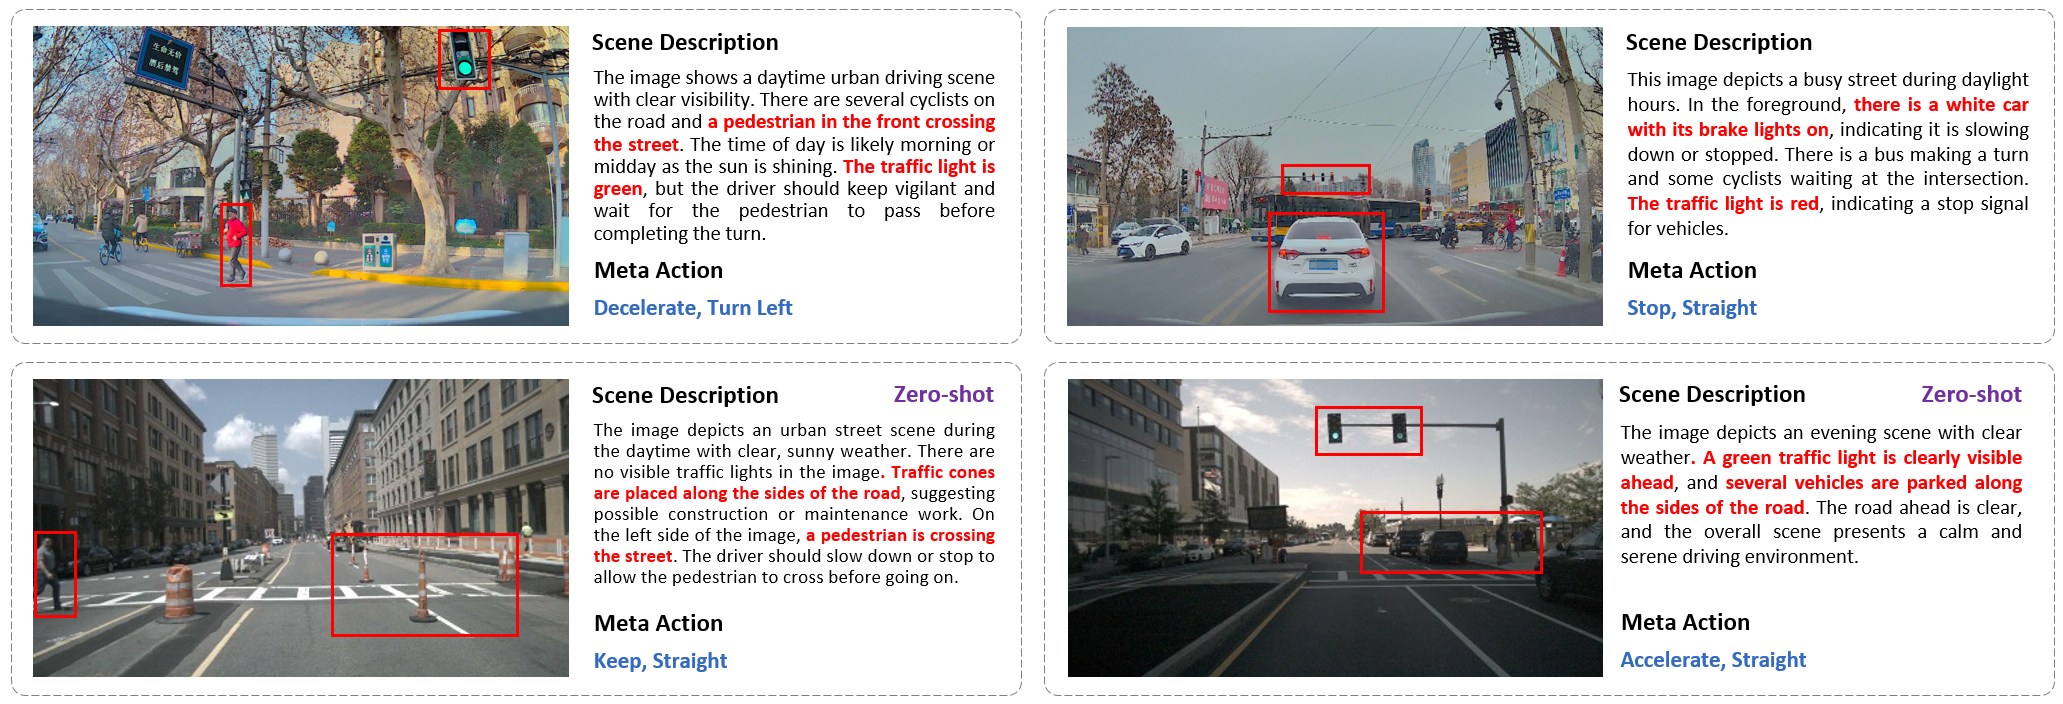 生命无价
酒后禁驾
Scene Description
The image shows a daytime urban driving scene
with clear visibility. There are several cyclists on
the road and a pedestrian in the front crossing
the street. The time of day is likely morning or
midday as the sun is shining. The traffic light is
green, but the driver should keep vigilant and
wait for the pedestrian to pass before
completing the turn.
Meta Action
Decelerate, Turn Left
Scene Description
This image depicts a busy street during daylight
hours. In the foreground, there is a white car
with its brake lights on, indicating it is slowing
down or stopped. There is a bus making a turn
and some cyclists waiting at the intersection.
The traffic light is red, indicating a stop signal
for vehicles.
Meta Action
Stop, Straight
Scene Description
Zero-shot
The image depicts an urban street scene during
the daytime with clear, sunny weather. There are
no visible traffic lights in the image. Traffic cones
are placed along the sides of the road, suggesting
possible construction or maintenance work. On
the left side of the image, a pedestrian is crossing
the street. The driver should slow down or stop to
allow the pedestrian to cross before going on.
Meta Action
Keep, Straight
Scene Description
Zero-shot
The image depicts an evening scene with clear
weather. A green traffic light is clearly visible
ahead, and several vehicles are parked along
the sides of the road. The road ahead is clear,
and the overall scene presents a calm and
serene driving environment.
Meta Action
Accelerate, Straight